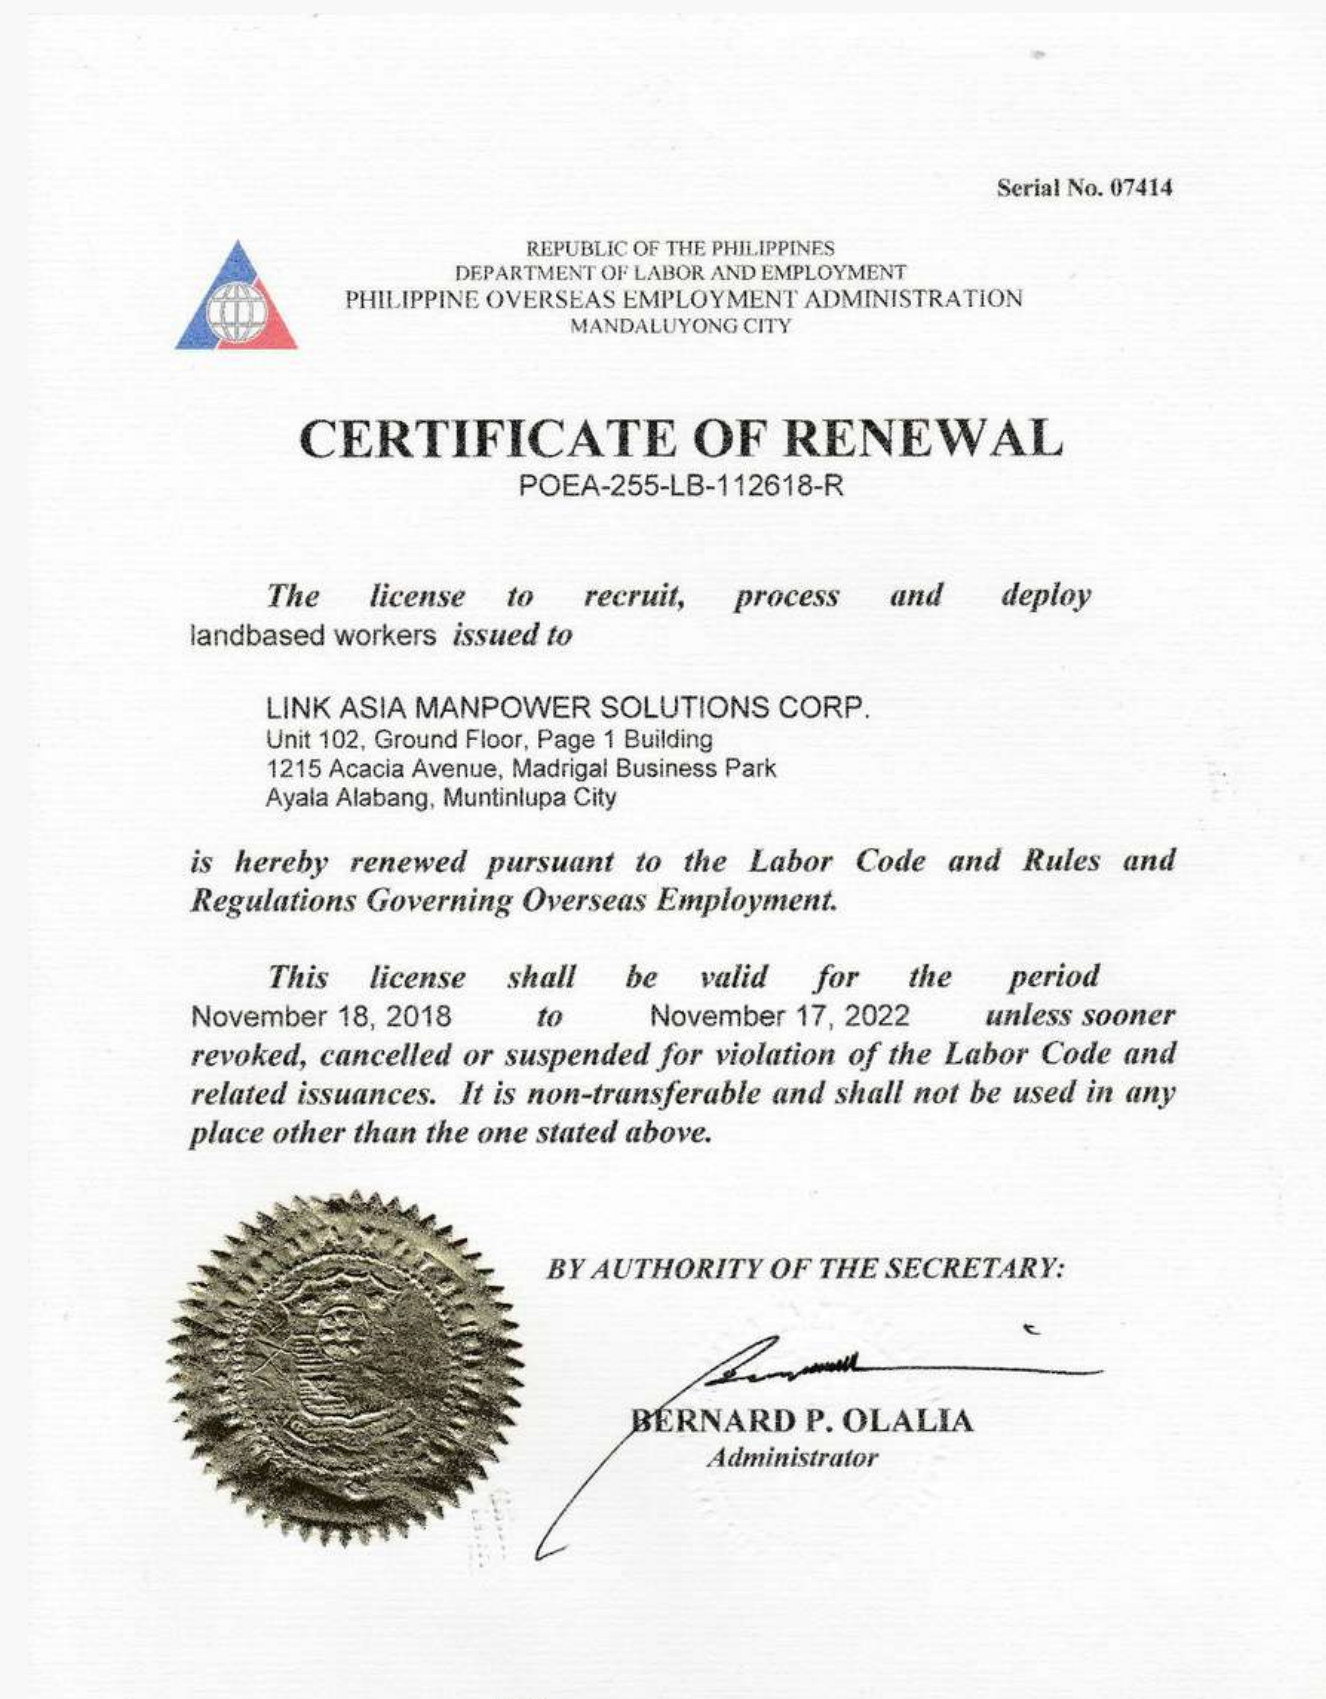 Serial No. 07414
REPUBLIC OF THE PHILIPPINES
DEPARTMENT OF LABOR AND EMPLOYMENT
PHILIPPINE OVERSEAS EMPLOYMENT ADMINISTRATION
MANDALUYONG CITY
CERTIFICATE OF RENEWAL
POEA-255-LB-112618-R
The license to recruit, process and deploy
landbased workers issued to
LINK ASIA MANPOWER SOLUTIONS CORP.
Unit 102, Ground Floor, Page 1 Building
1215 Acacia Avenue, Madrigal Business Park
Ayala Alabang, Muntinlupa City
is hereby renewed pursuant to the Labor Code and Rules and
Regulations Governing Overseas Employment.
This license shall be valid for the period
November 18, 2018 to November 17, 2022 unless sooner
revoked, cancelled or suspended for violation of the Labor Code and
related issuances. It is non-transferable and shall not be used in any
place other than the one stated above.
BY AUTHORITY OF THE SECRETARY:
BERNARD P. OLALIA
Administrator